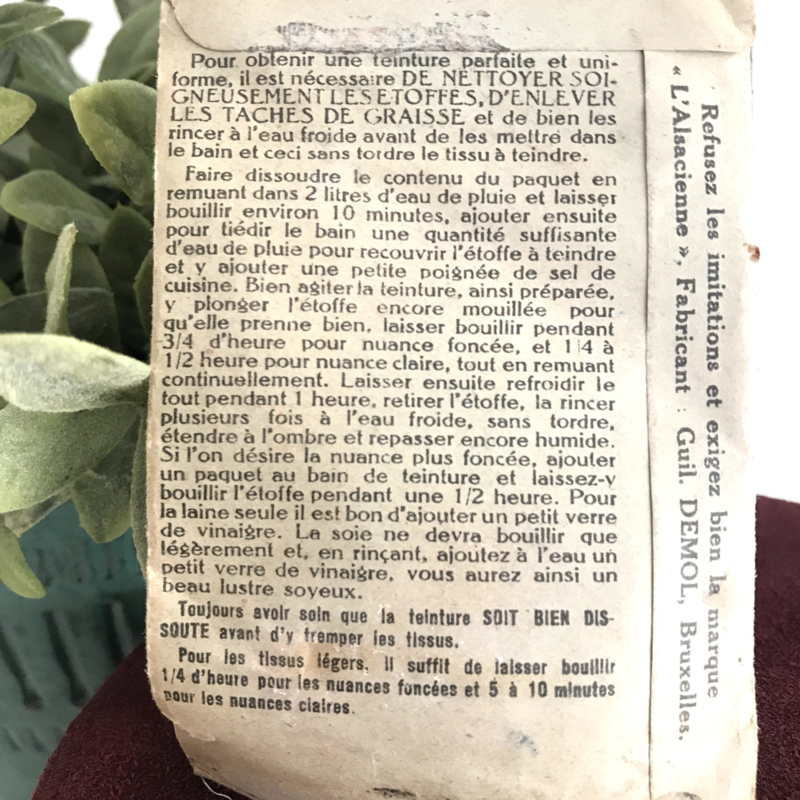 Pour obtenir une teinture parfaite et uni-
forme, il est nécessaire DE NETTOYER SOI-
GNEUSEMENT LES ETOFFES, D'ENLEVER
LES TACHES DE GRAISSE et de bien les
rincer à l'eau froide avant de les mettre dans
le bain et ceci sans tordre le tissu à teindre.
Faire dissoudre le contenu du paquet en
remuant dans 2 litres d'eau de pluie et laisser
bouillir environ 10 minutes, ajouter ensuite
pour tiédir le bain une quantité suffisante
d'eau de pluie pour recouvrir l'étoffe à teindre
et y ajouter une petite poignée de sel de
cuisine. Bien agiter la teinture, ainsi préparée,
y plonger l'étoffe encore mouillée pour
qu'elle prenne bien, laisser bouillir pendant
3/4 d'heure pour nuance foncée, et 1/4 à
1/2 heure pour nuance claire, tout en remuant
continuellement. Laisser ensuite refroidir le
tout pendant 1 heure, retirer l'étoffe, la rincer
plusieurs fois à l'eau froide, sans tordre,
étendre à l'ombre et repasser encore humide.
Si l'on désire la nuance plus foncée, ajouter
un paquet au bain de teinture et laissez-y
bouillir l'étoffe pendant une 1/2 heure. Pour
la laine seule il est bon d'ajouter un petit verre
de vinaigre. La soie ne devra bouillir que
légèrement et, en rinçant, ajoutez à l'eau un
petit verre de vinaigre, vous aurez ainsi un
beau lustre soyeux.
Toujours avoir soin que la teinture SOIT BIEN DIS-
SOUTE avant d'y tremper les tissus.
Pour les tissus légers, il suffit de laisser bouillir
1/4 d'heure pour les nuances foncées et 5 à 10 minutes
pour les nuances claires.
Refusez les imitations et exigez bien la marque
« L'Alsacienne », Fabricant : Guil. DEMOL, Bruxelles.